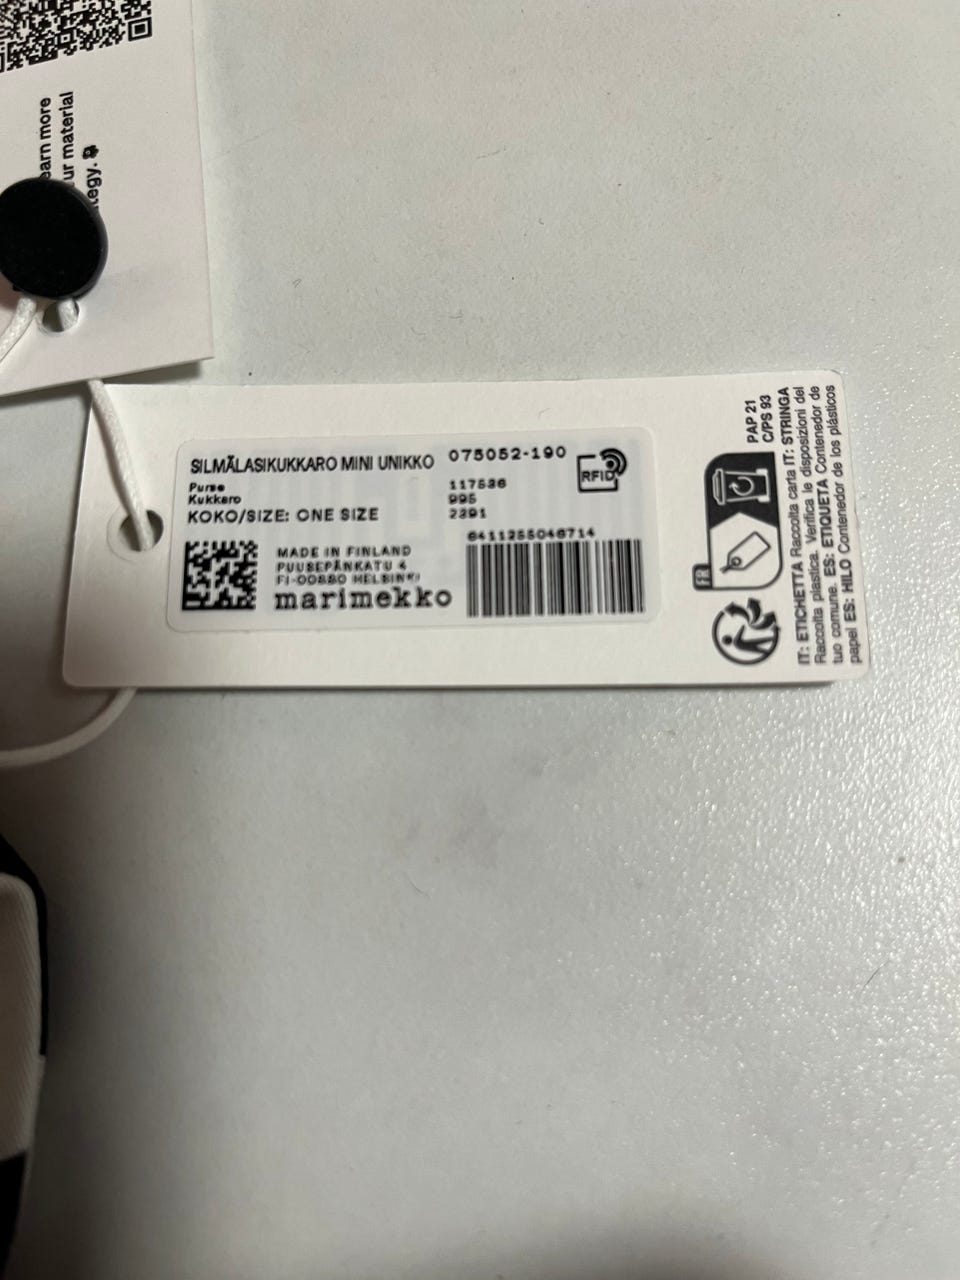 earn more
ur material
tegy.
SILMÄLASIKUKKARO MINI UNIKKO 075052-190
Purse 117536
Kukkaro 995
KOKO/SIZE: ONE SIZE 2391
RFID
6411255046714
MADE IN FINLAND
PUUSEPÄNKATU 4
FI-00880 HELSINKI
marimekko
PAP 21
C/PS 93
FR
IT: ETICHETTA Raccolta carta IT: STRINGA
Raccolta plastica. Verifica le disposizioni del
tuo comune. ES: ETIQUETA Contenedor de
papel ES: HILO Contenedor de los plásticos